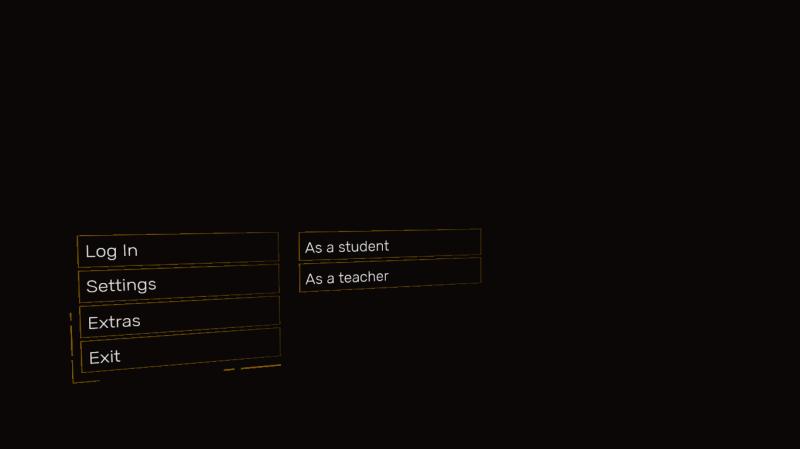 Log In
Settings
Extras
Exit
As a student
As a teacher